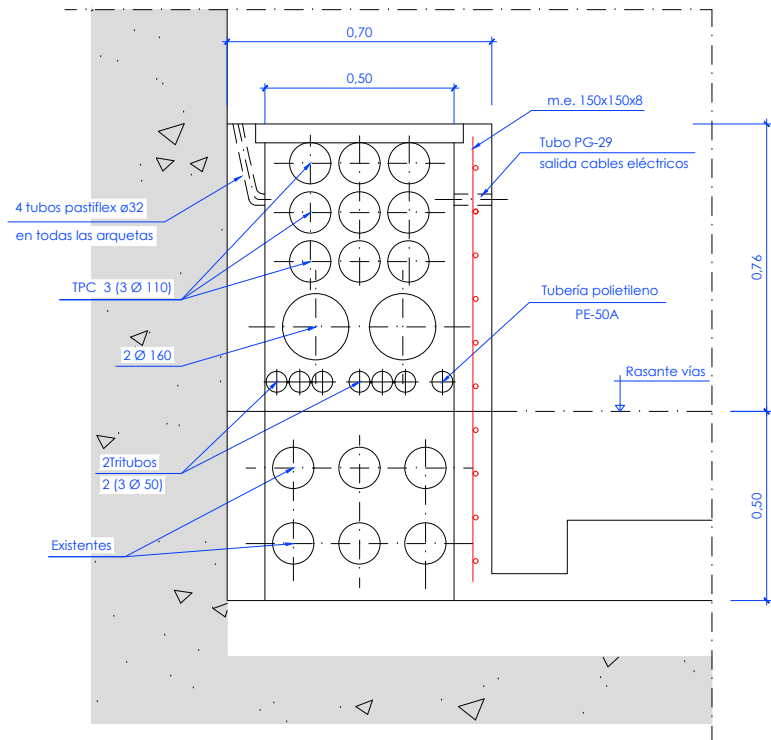 0,70
0,50
m.e. 150x150x8
Tubo PG-29
salida cables eléctricos
4 tubos pastiflex ø32
en todas las arquetas
TPC 3 (3 Ø 110)
0,76
Tubería polietileno
PE-50A
2 Ø 160
Rasante vías
2Tritubos
2 (3 Ø 50)
0,50
Existentes